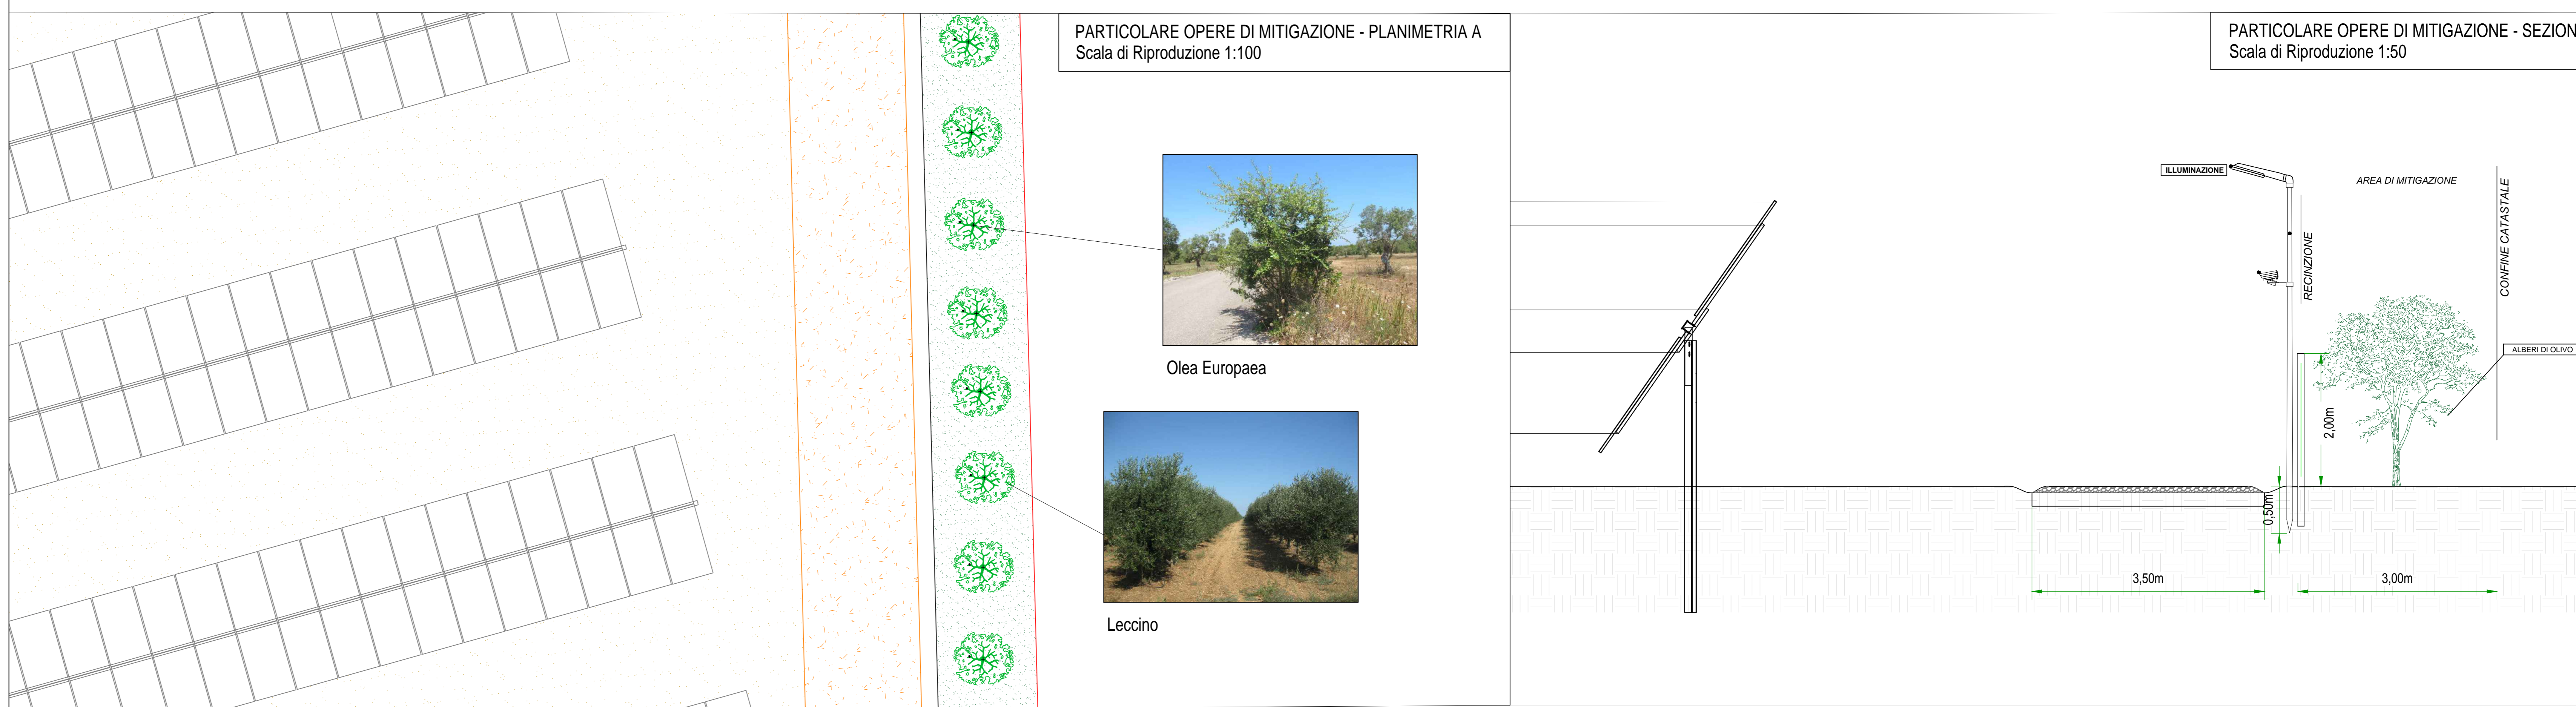 PARTICOLARE OPERE DI MITIGAZIONE - PLANIMETRIA A
Scala di Riproduzione 1:100
Olea Europaea
Leccino
PARTICOLARE OPERE DI MITIGAZIONE - SEZION
Scala di Riproduzione 1:50
ILLUMINAZIONE
AREA DI MITIGAZIONE
RECINZIONE
CONFINE CATASTALE
ALBERI DI OLIVO
2,00m
0,50m
3,50m
3,00m